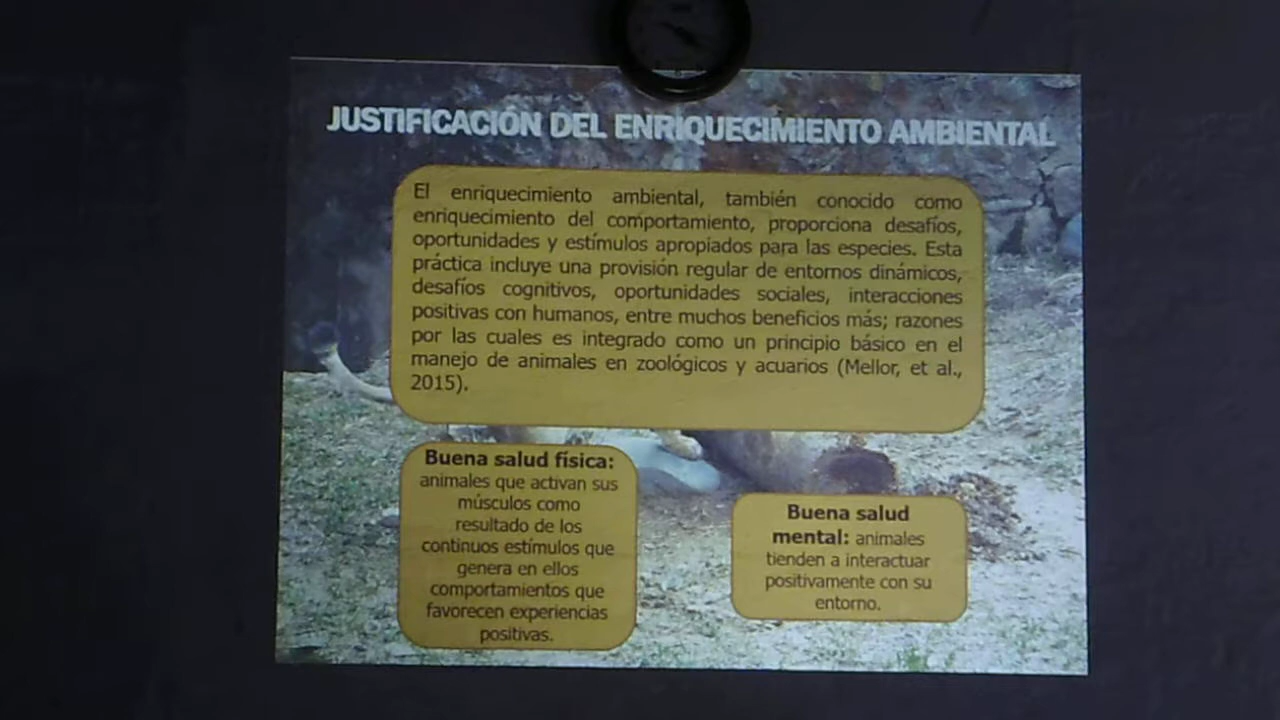 JUSTIFICACIÓN DEL ENRIQUECIMIENTO AMBIENTAL
El enriquecimiento ambiental, también conocido como
enriquecimiento del comportamiento, proporciona desafíos,
oportunidades y estímulos apropiados para las especies. Esta
práctica incluye una provisión regular de entornos dinámicos,
desafíos cognitivos, oportunidades sociales, interacciones
positivas con humanos, entre muchos beneficios más; razones
por las cuales es integrado como un principio básico en el
manejo de animales en zoológicos y acuarios (Mellor, et al.,
2015).
Buena salud física:
animales que activan sus
músculos como
resultado de los
continuos estímulos que
genera en ellos
comportamientos que
favorecen experiencias
positivas.
Buena salud
mental: animales
tienden a interactuar
positivamente con su
entorno.